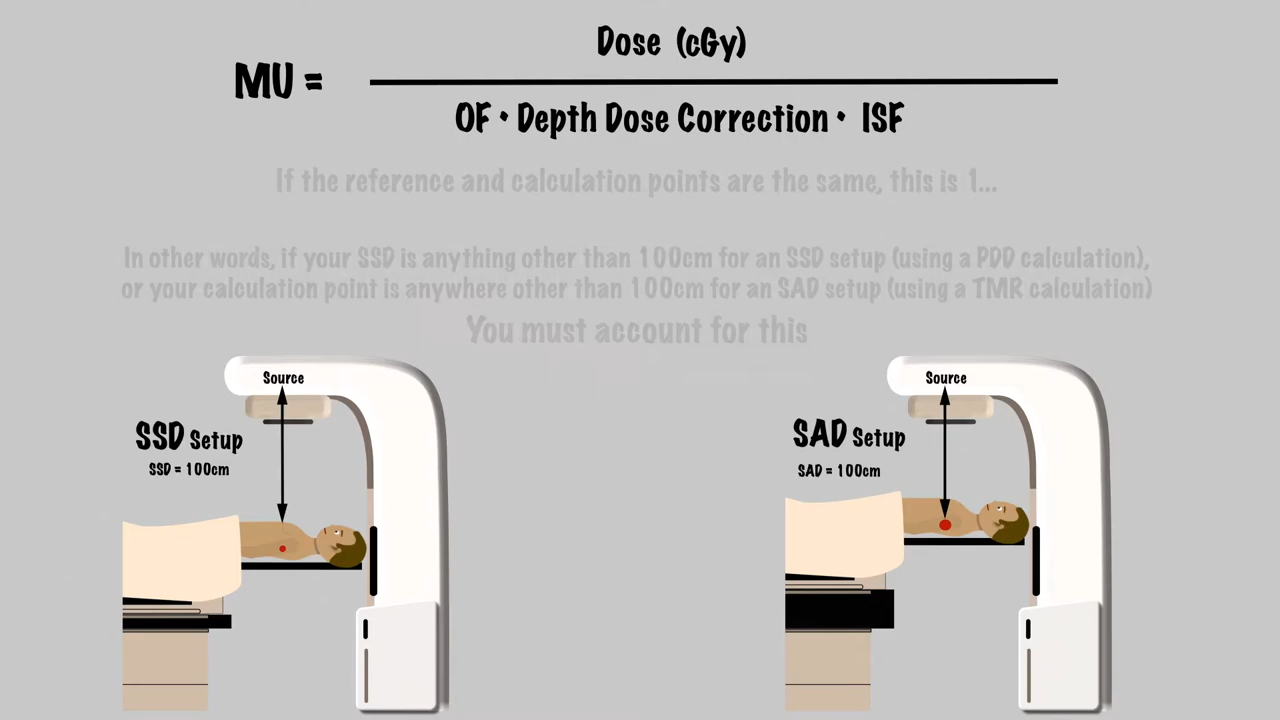 Dose (cGy)
MU =
OF · Depth Dose Correction · ISF
If the reference and calculation points are the same, this is 1...
In other words, if your SSD is anything other than 100cm for an SSD setup (using a PDD calculation),
or your calculation point is anywhere other than 100cm for an SAD setup (using a TMR calculation)
You must account for this
Source
SSD Setup
SSD = 100cm
Source
SAD Setup
SAD = 100cm